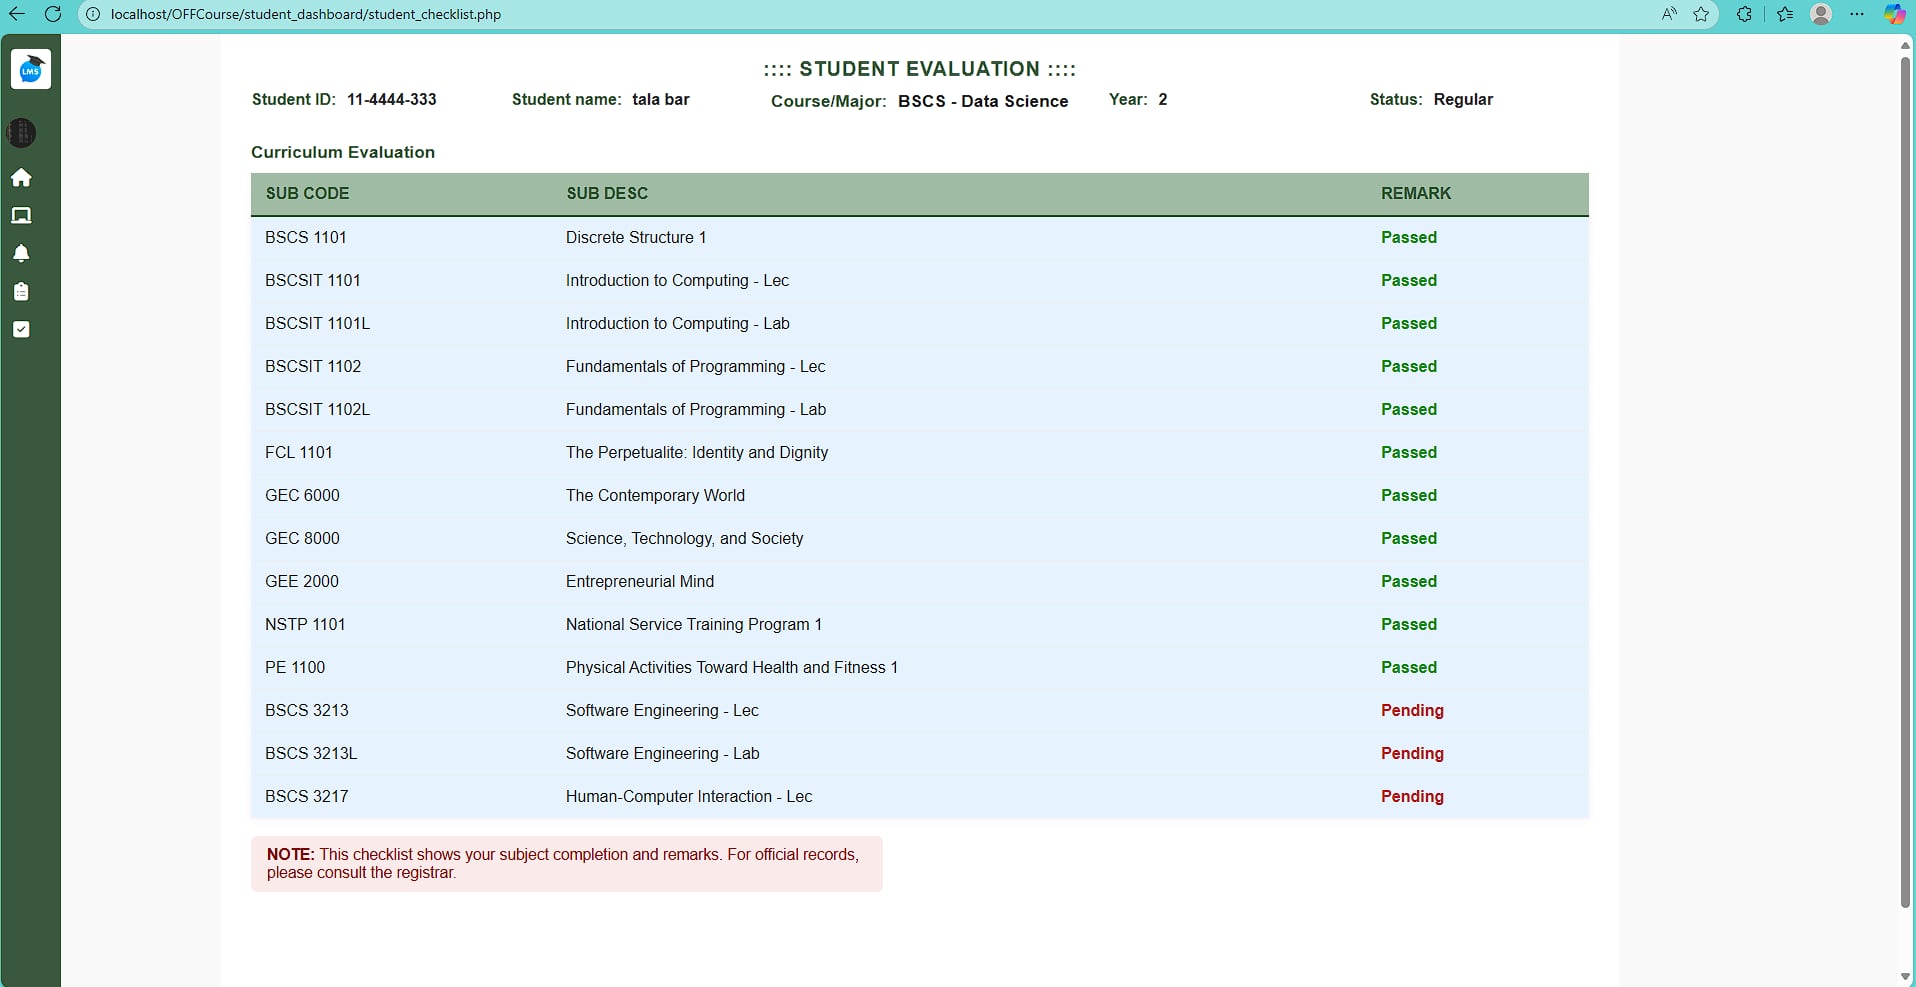 localhost/OFFCourse/student_dashboard/student_checklist.php
LMS
:::: STUDENT EVALUATION ::::
Student ID: 11-4444-333 Student name: tala bar Course/Major: BSCS - Data Science Year: 2 Status: Regular
Curriculum Evaluation
SUB CODE SUB DESC REMARK
BSCS 1101 Discrete Structure 1 Passed
BSCSIT 1101 Introduction to Computing - Lec Passed
BSCSIT 1101L Introduction to Computing - Lab Passed
BSCSIT 1102 Fundamentals of Programming - Lec Passed
BSCSIT 1102L Fundamentals of Programming - Lab Passed
FCL 1101 The Perpetualite: Identity and Dignity Passed
GEC 6000 The Contemporary World Passed
GEC 8000 Science, Technology, and Society Passed
GEE 2000 Entrepreneurial Mind Passed
NSTP 1101 National Service Training Program 1 Passed
PE 1100 Physical Activities Toward Health and Fitness 1 Passed
BSCS 3213 Software Engineering - Lec Pending
BSCS 3213L Software Engineering - Lab Pending
BSCS 3217 Human-Computer Interaction - Lec Pending
NOTE: This checklist shows your subject completion and remarks. For official records,
please consult the registrar.